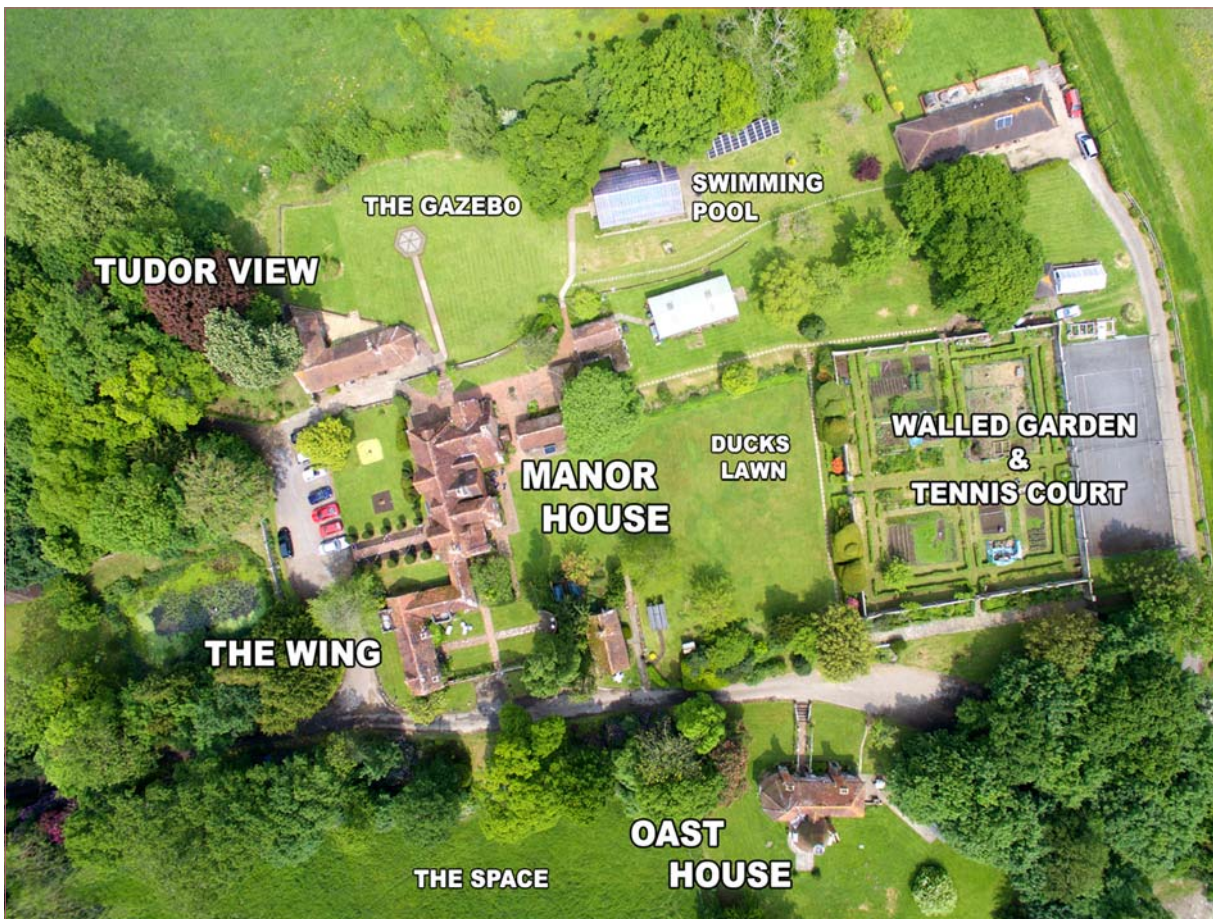 THE GAZEBO
SWIMMING
POOL
TUDOR VIEW
DUCKS
LAWN
WALLED GARDEN
&
TENNIS COURT
MANOR
HOUSE
THE WING
OAST
HOUSE
THE SPACE